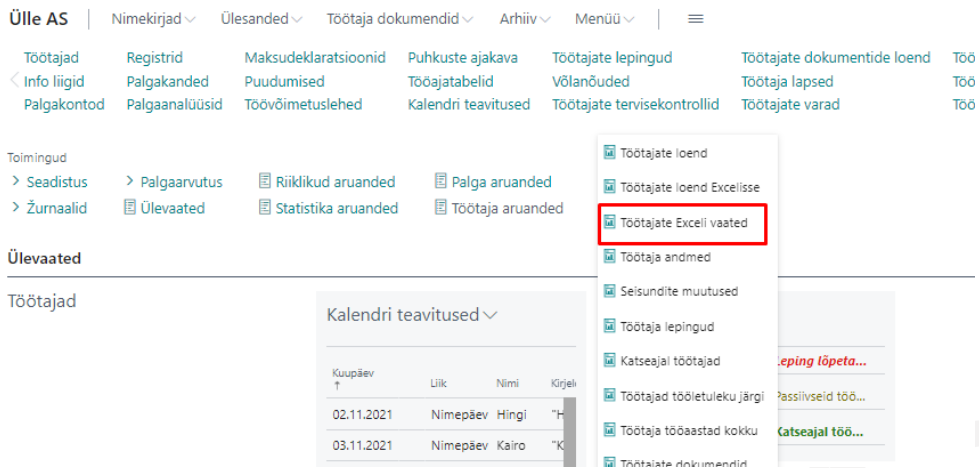 Ülle AS Nimekirjad Ülesanded Töötaja dokumendid Arhiiv Menüü
Töötajad Registrid Maksudeklaratsioonid Puhkuste ajakava Töötajate lepingud Töötajate dokumentide loend Töö
Info liigid Palgakanded Puudumised Tööajatabelid Võlanõuded Töötaja lapsed Töö
Palgakontod Palgaanalüüsid Töövõimetuslehed Kalendri teavitused Töötajate tervisekontrollid Töötajate varad Töö
Toimingud
Seadistus Palgaarvutus Riiklikud aruanded Palga aruanded
Žurnaalid Ülevaated Statistika aruanded Töötaja aruanded
Töötajate loend
Töötajate loend Excelisse
Töötajate Exceli vaated
Töötaja andmed
Seisundite muutused
Töötaja lepingud
Katseajal töötajad
Töötajad tööletuleku järgi
Töötaja tööaastad kokku
Töötajate dokumendid
Ülevaated
Töötajad
Kalendri teavitused
Kuupäev Liik Nimi Kirjeld
02.11.2021 Nimepäev Hingi "H
03.11.2021 Nimepäev Kairo "K
Leping lõpeta...
Passiivseid töö...
Katseajal töö...